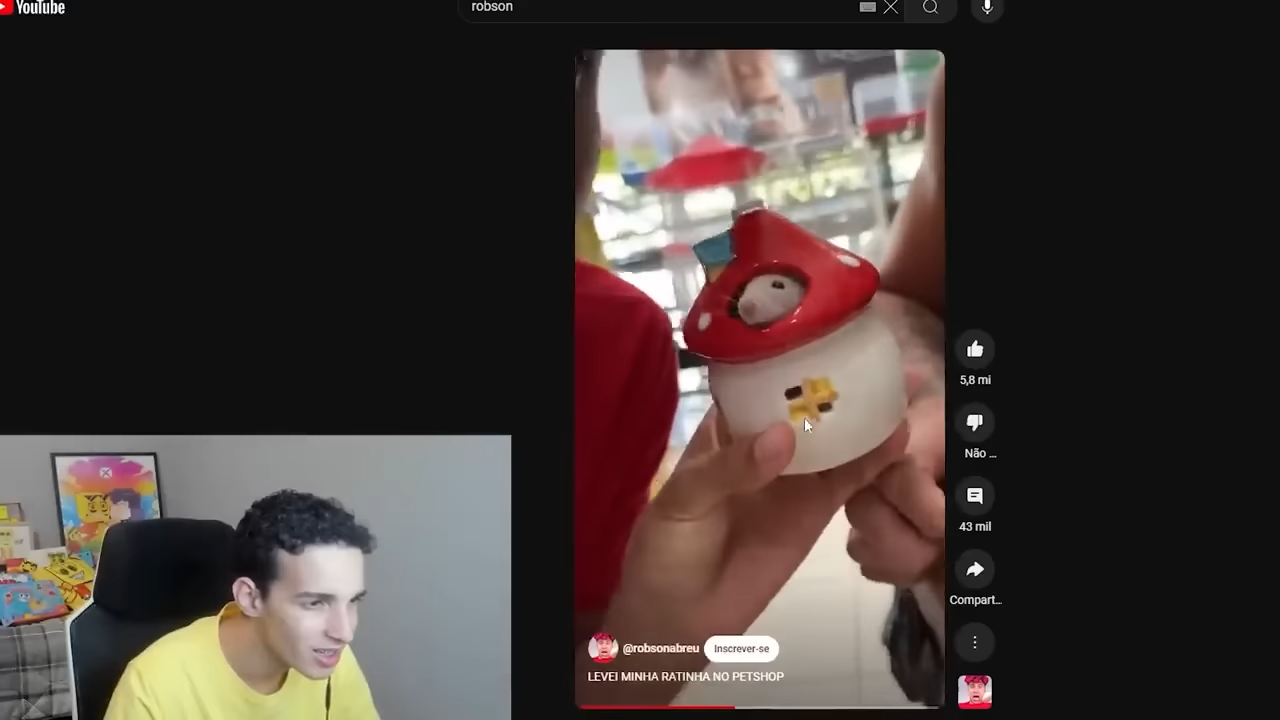 YouTube
robson
5,8 mi
Não ...
43 mil
Compart...
@robsonabreu
Inscrever-se
LEVEI MINHA RATINHA NO PETSHOP